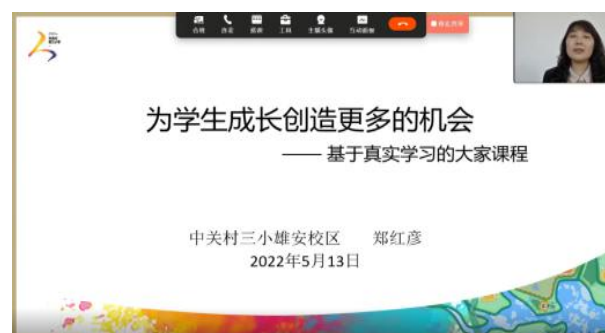 工具
为学生成长创造更多的机会
—— 基于真实学习的大家课程
中关村三小雄安校区 郑红彦
2022年5月13日